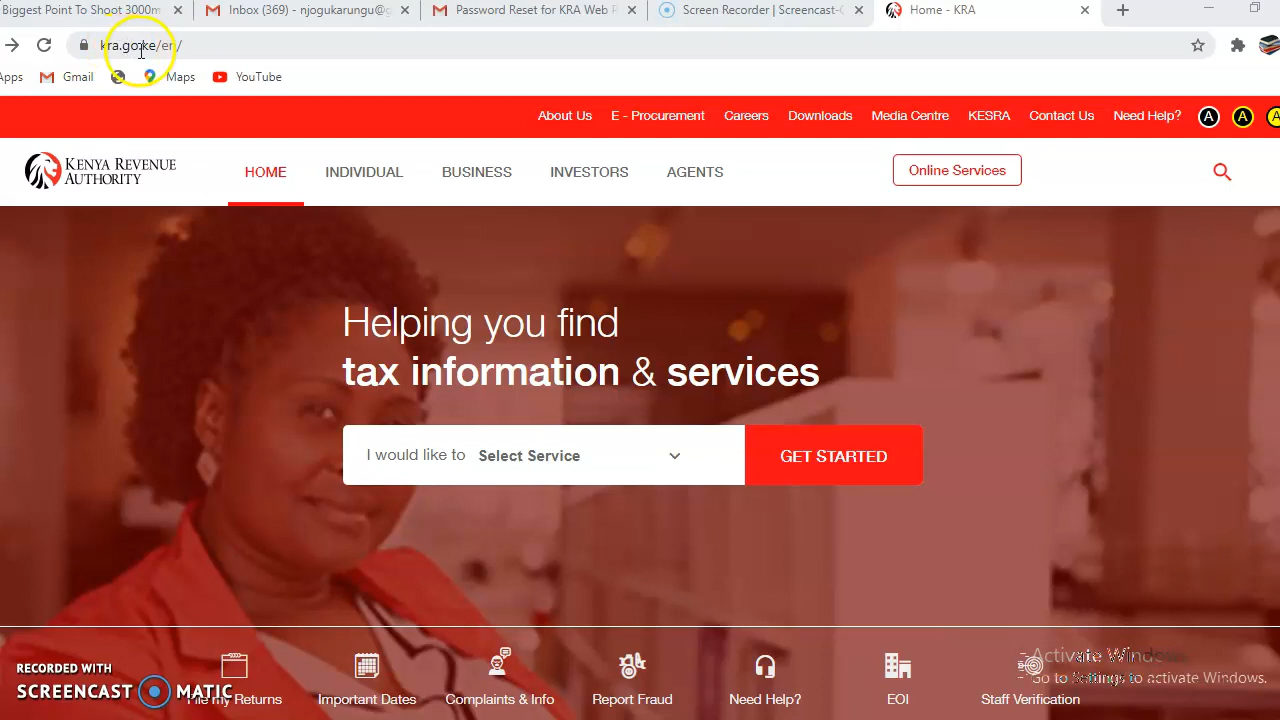 Biggest Point To Shoot 3000m
Inbox (369) - njogukarungu@g
Password Reset for KRA Web P
Screen Recorder | Screencast-O
Home - KRA
kra.go.ke/en/
Apps
Gmail
Maps
YouTube
About Us
E - Procurement
Careers
Downloads
Media Centre
KESRA
Contact Us
Need Help?
A
A
A
KENYA REVENUE
AUTHORITY
HOME
INDIVIDUAL
BUSINESS
INVESTORS
AGENTS
Online Services
Helping you find
tax information & services
I would like to Select Service
GET STARTED
Activate Windows
Go to Settings to activate Windows.
RECORDED WITH
SCREENCAST MATIC
File my Returns
Important Dates
Complaints & Info
Report Fraud
Need Help?
EOI
Staff Verification